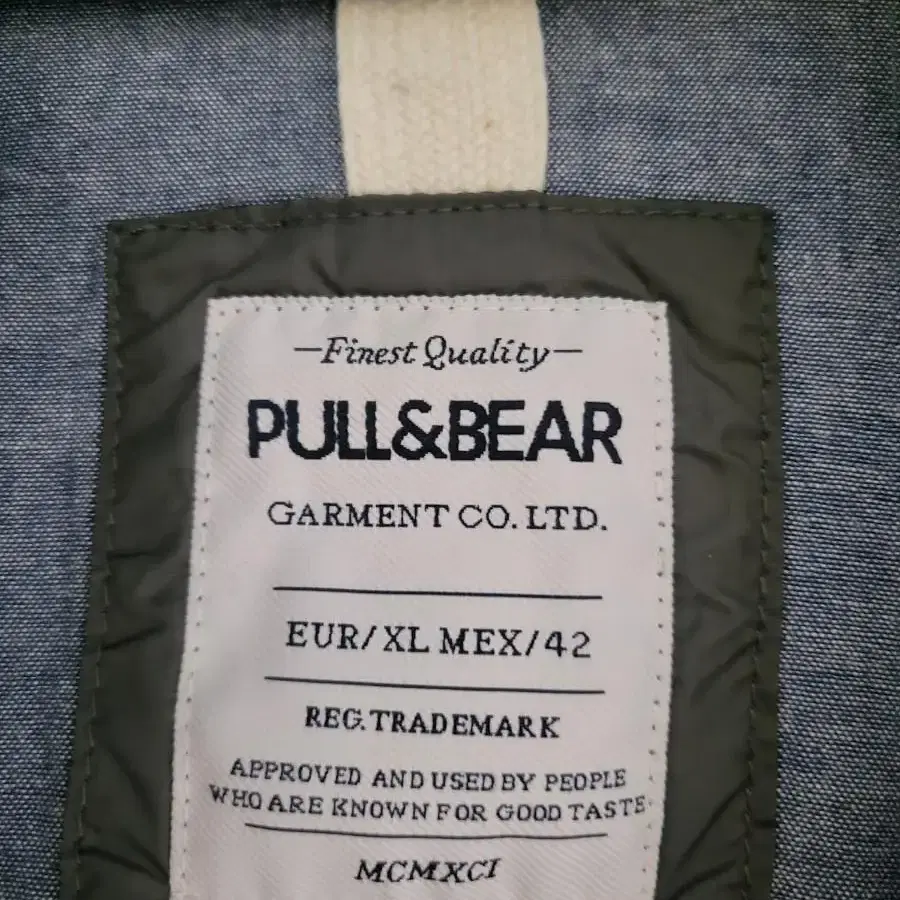 —Finest Quality—
PULL&BEAR
GARMENT CO. LTD.
EUR/XL MEX/42
REG. TRADEMARK
APPROVED AND USED BY PEOPLE
WHO ARE KNOWN FOR GOOD TASTE.
MCMXCI